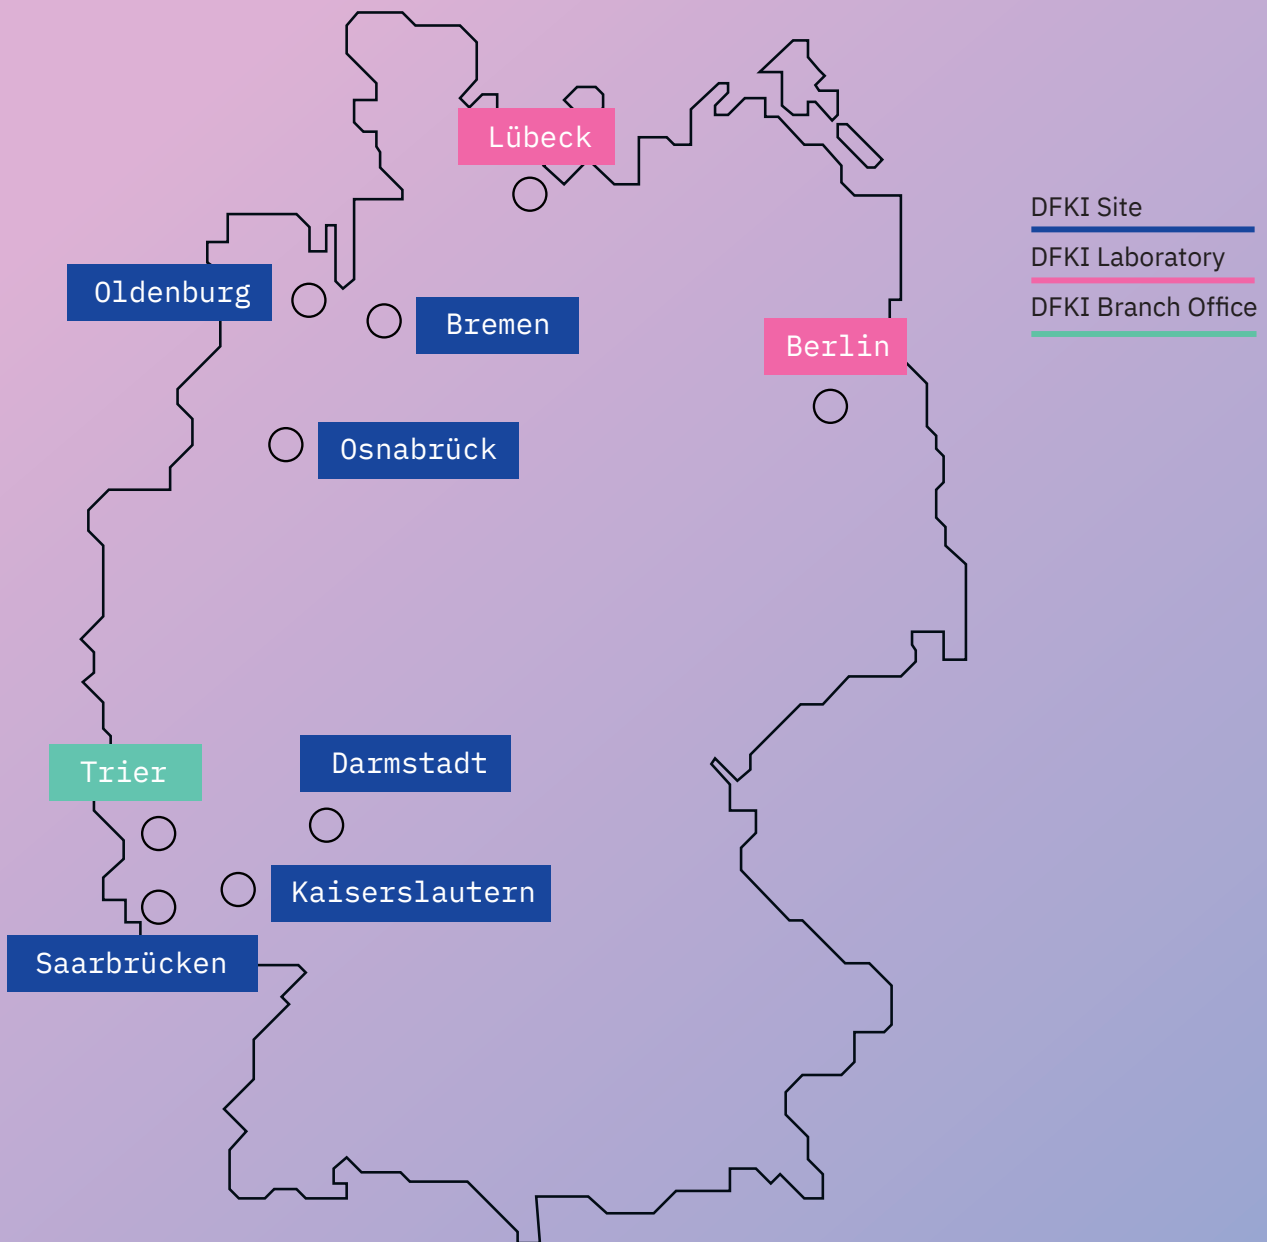 Lübeck
DFKI Site
DFKI Laboratory
DFKI Branch Office
Oldenburg
Bremen
Berlin
Osnabrück
Trier
Darmstadt
Kaiserslautern
Saarbrücken